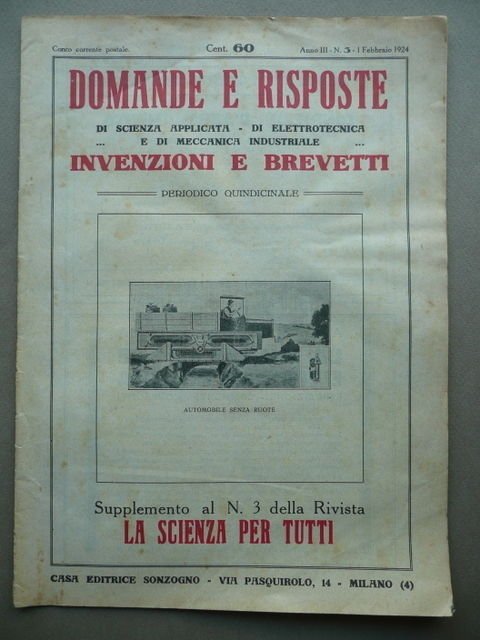 Conto corrente postale. Cent. 60 Anno III - N. 3 - 1 Febbraio 1924
DOMANDE E RISPOSTE
DI SCIENZA APPLICATA - DI ELETTROTECNICA
... E DI MECCANICA INDUSTRIALE ...
INVENZIONI E BREVETTI
PERIODICO QUINDICINALE
AUTOMOBILE SENZA RUOTE
Supplemento al N. 3 della Rivista
LA SCIENZA PER TUTTI
CASA EDITRICE SONZOGNO - VIA PASQUIROLO, 14 - MILANO (4)